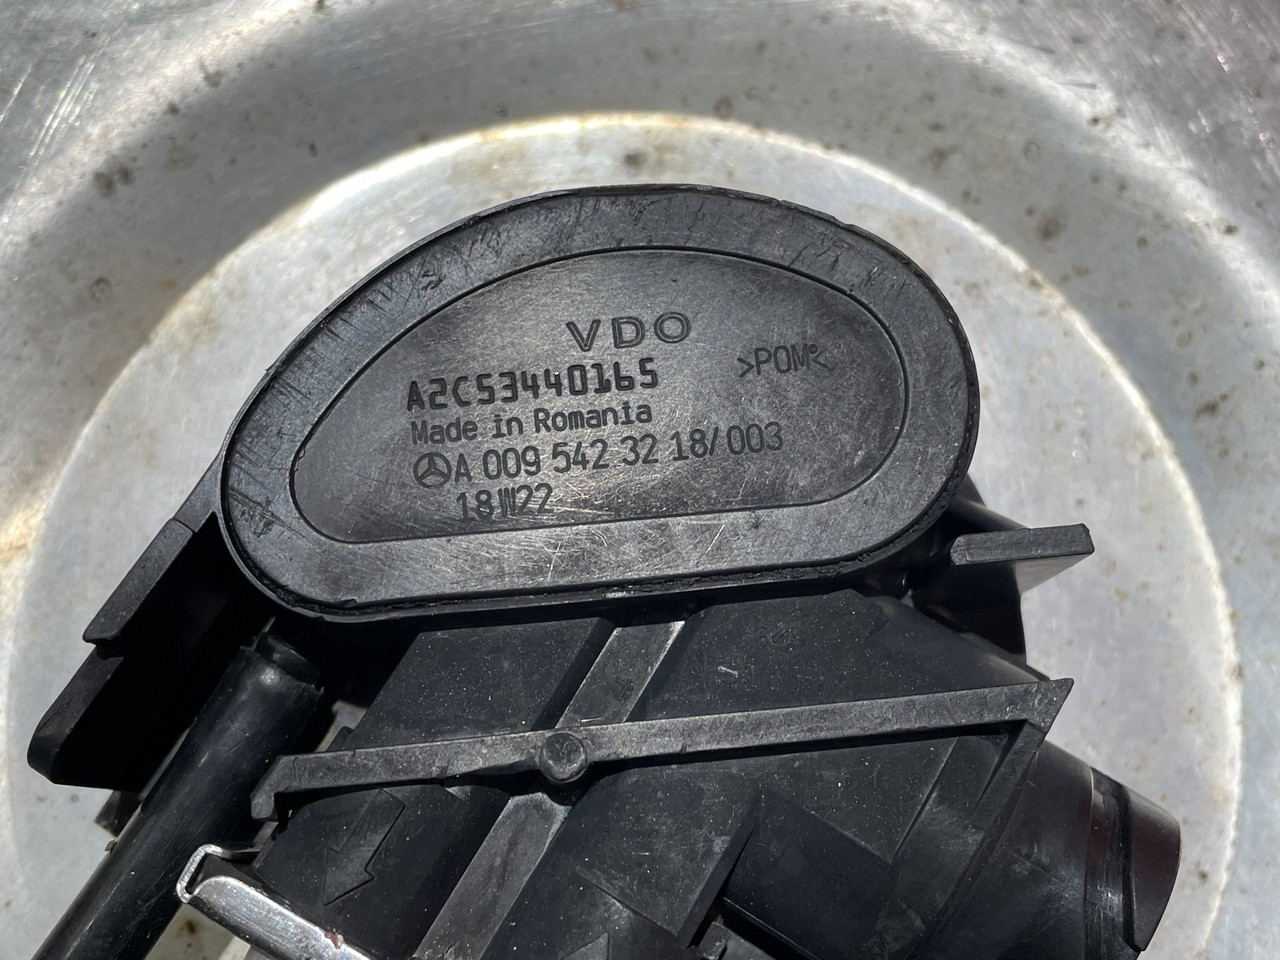 VDO
A2C53440165
>POM<
Made in Romania
A 009 542 32 18/003
18W22